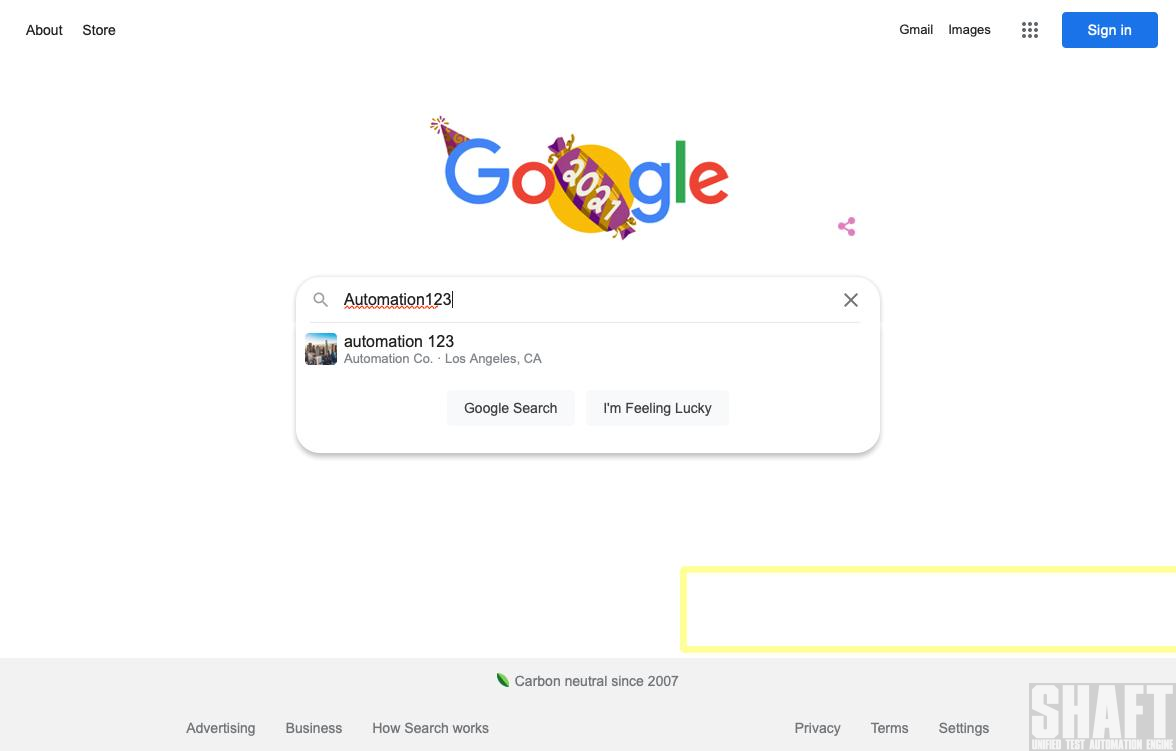 About Store
Gmail Images
Sign in
Google
2021
Automation123
automation 123
Automation Co. · Los Angeles, CA
Google Search
I'm Feeling Lucky
Carbon neutral since 2007
Advertising Business How Search works
Privacy Terms Settings
SHAFT
UNIFIED TEST AUTOMATION ENGINE